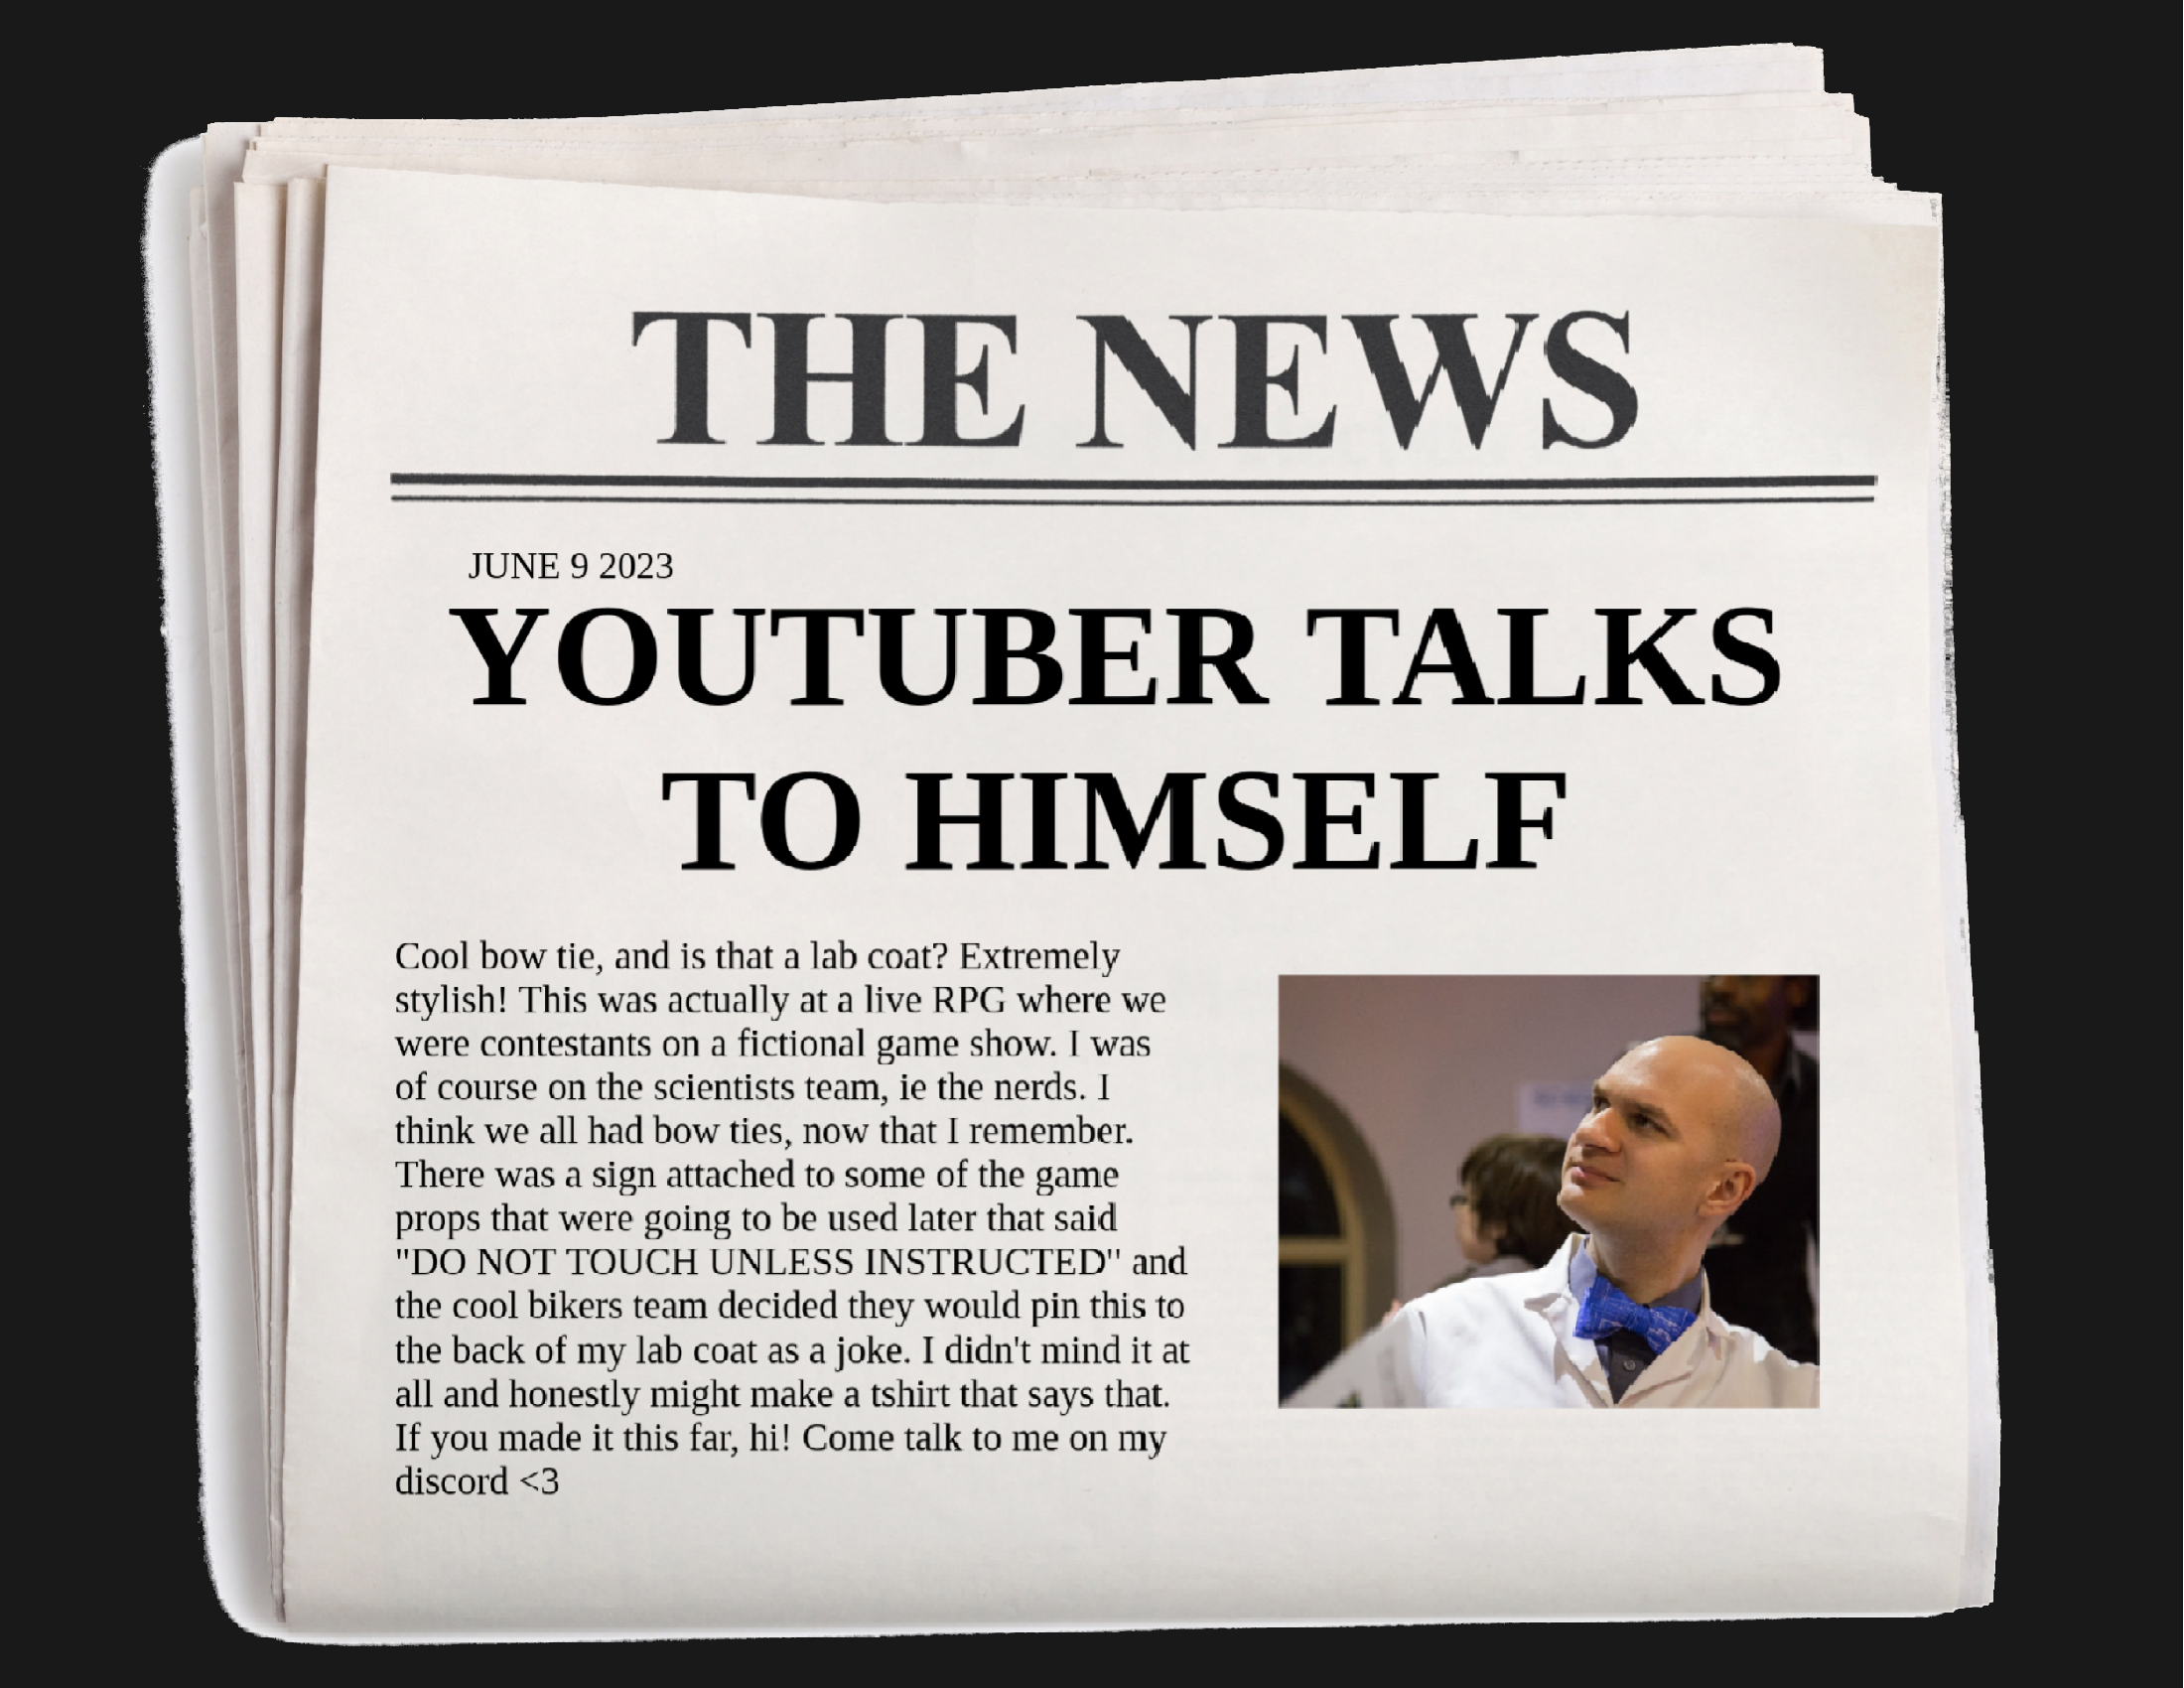 THE NEWS
JUNE 9 2023
YOUTUBER TALKS
TO HIMSELF
Cool bow tie, and is that a lab coat? Extremely
stylish! This was actually at a live RPG where we
were contestants on a fictional game show. I was
of course on the scientists team, ie the nerds. I
think we all had bow ties, now that I remember.
There was a sign attached to some of the game
props that were going to be used later that said
"DO NOT TOUCH UNLESS INSTRUCTED" and
the cool bikers team decided they would pin this to
the back of my lab coat as a joke. I didn't mind it at
all and honestly might make a tshirt that says that.
If you made it this far, hi! Come talk to me on my
discord <3